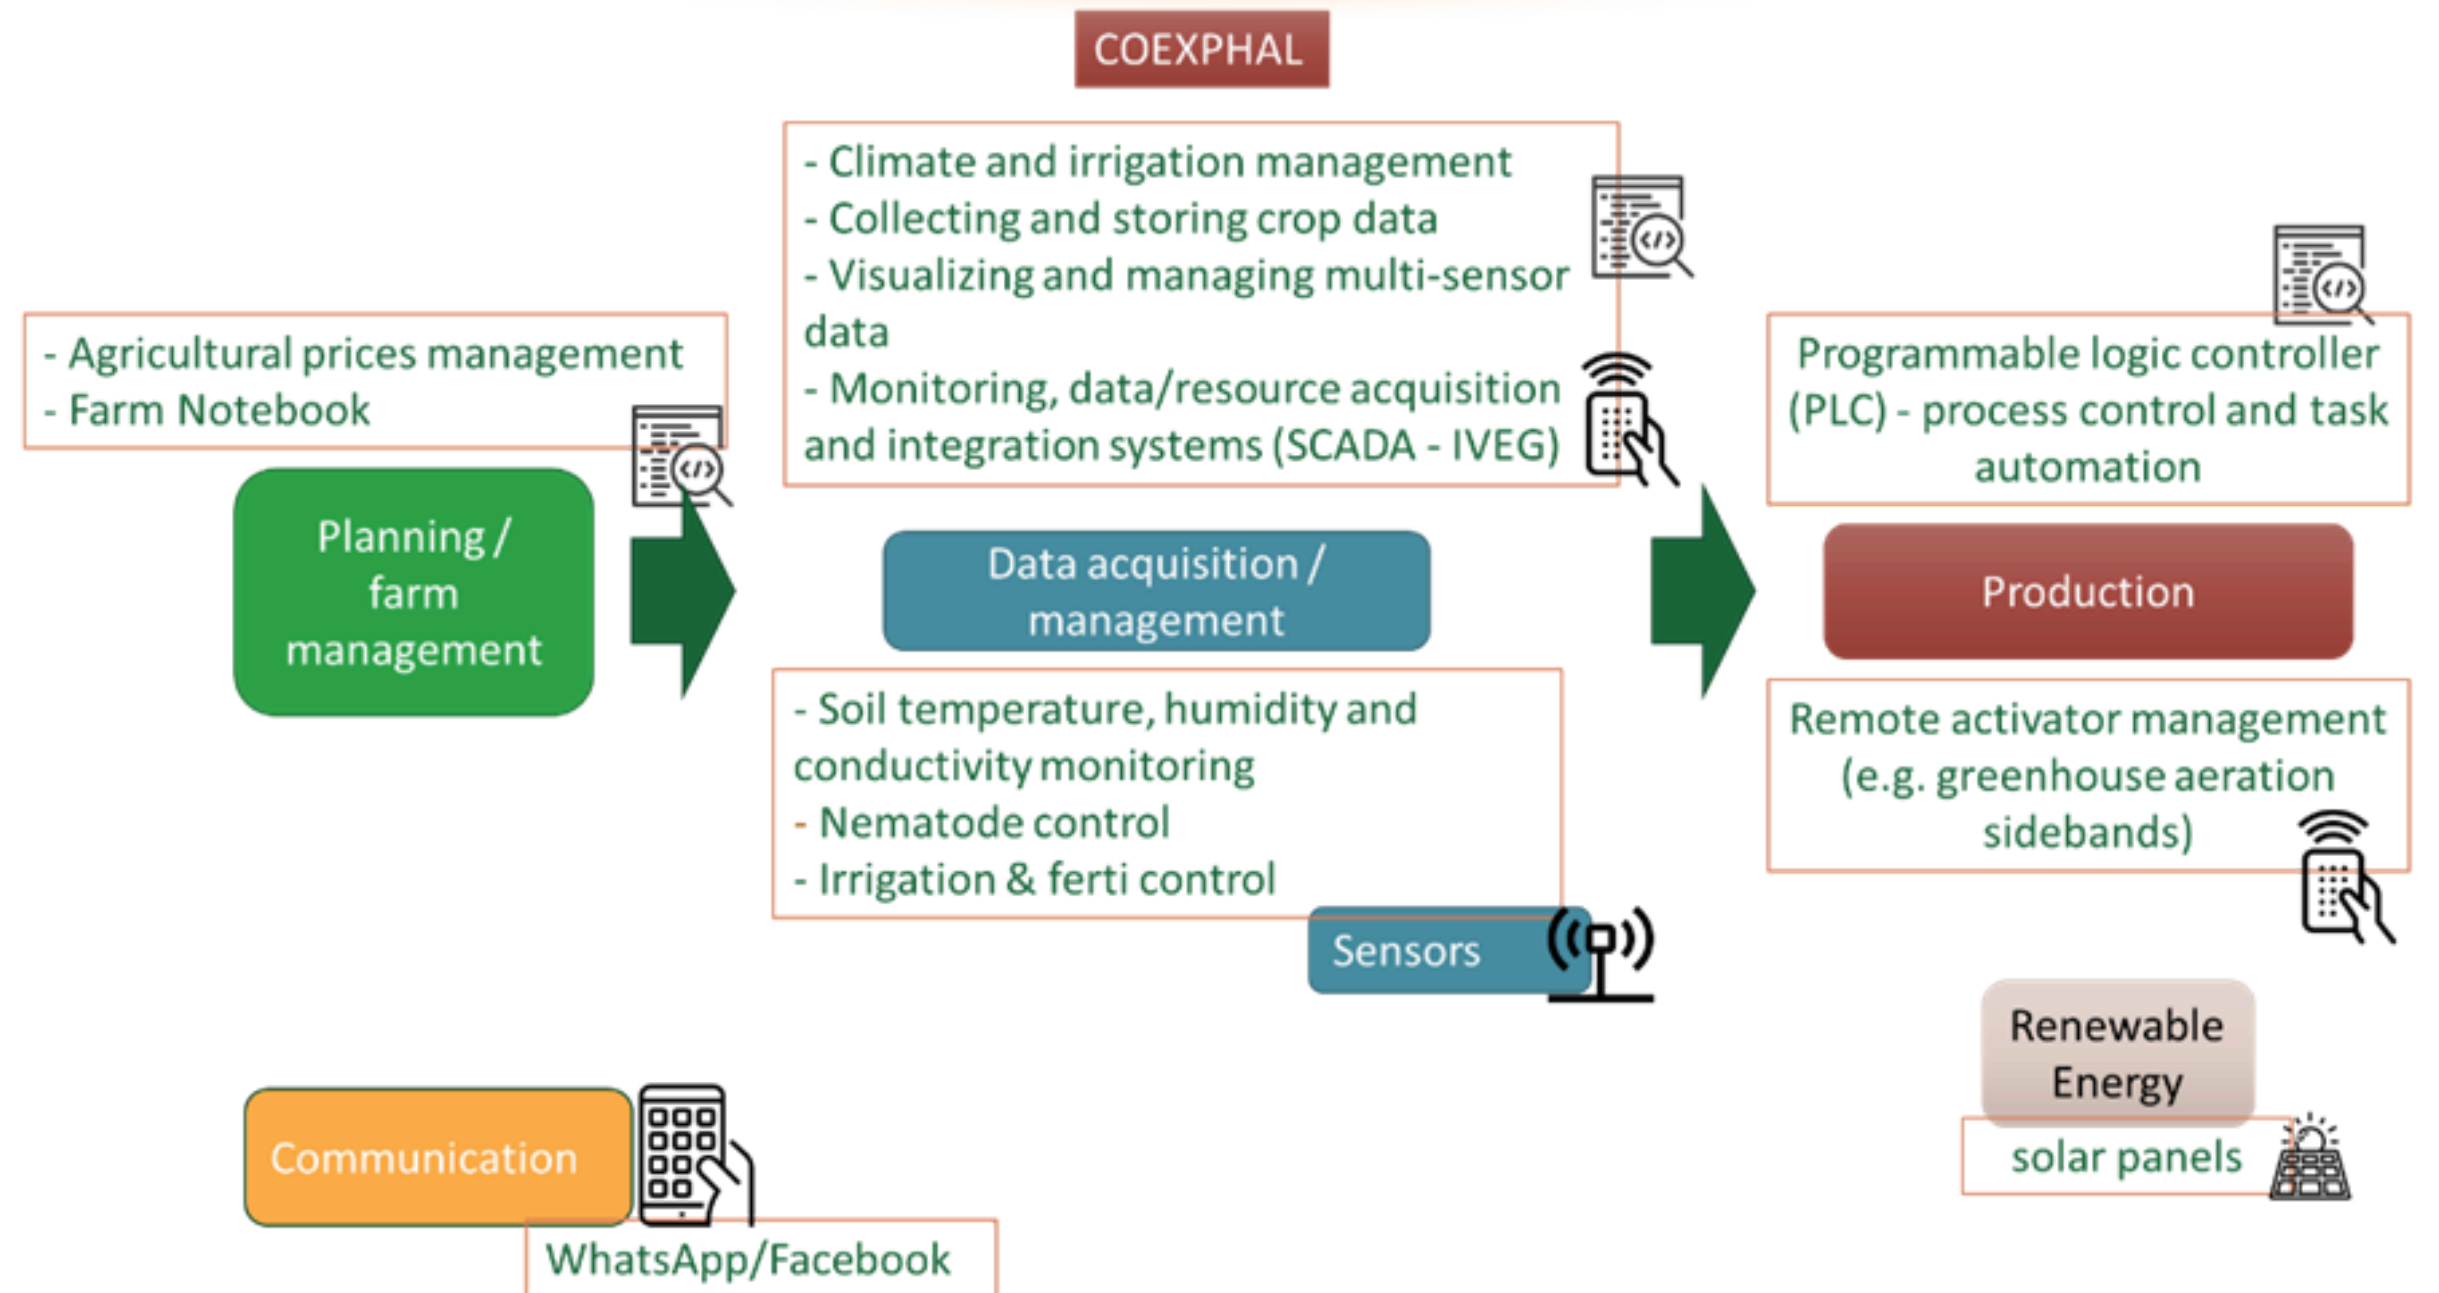 COEXPHAL
- Climate and irrigation management
- Collecting and storing crop data
- Visualizing and managing multi-sensor
data
- Monitoring, data/resource acquisition
and integration systems (SCADA - IVEG)
- Agricultural prices management
- Farm Notebook
Programmable logic controller
(PLC) - process control and task
automation
Planning /
farm
management
Data acquisition /
management
Production
- Soil temperature, humidity and
conductivity monitoring
- Nematode control
- Irrigation & ferti control
Sensors
Remote activator management
(e.g. greenhouse aeration
sidebands)
Renewable
Energy
solar panels
Communication
WhatsApp/Facebook